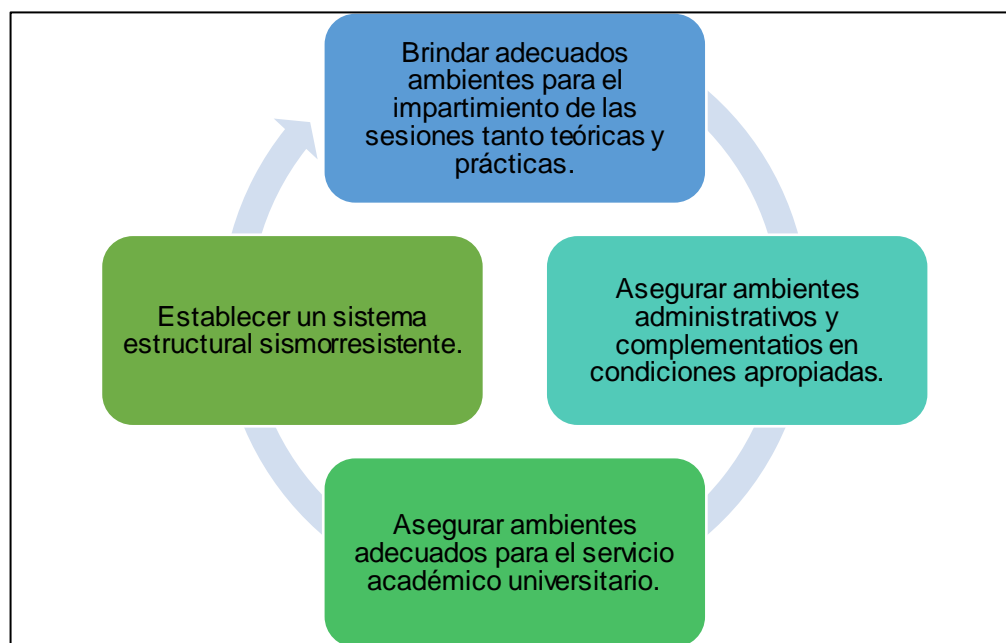 Brindar adecuados
ambientes para el
impartimiento de las
sesiones tanto teóricas y
prácticas.
Asegurar ambientes
administrativos y
complementatios en
condiciones apropiadas.
Asegurar ambientes
adecuados para el servicio
académico universitario.
Establecer un sistema
estructural sismorresistente.